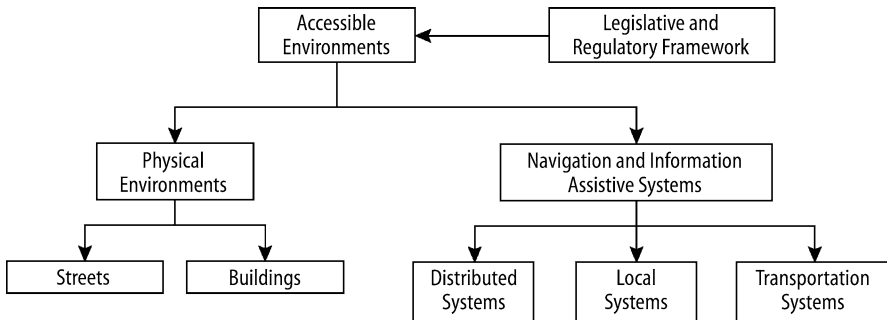 Accessible
Environments
Legislative and
Regulatory Framework
Physical
Environments
Navigation and Information
Assistive Systems
Streets
Buildings
Distributed
Systems
Local
Systems
Transportation
Systems